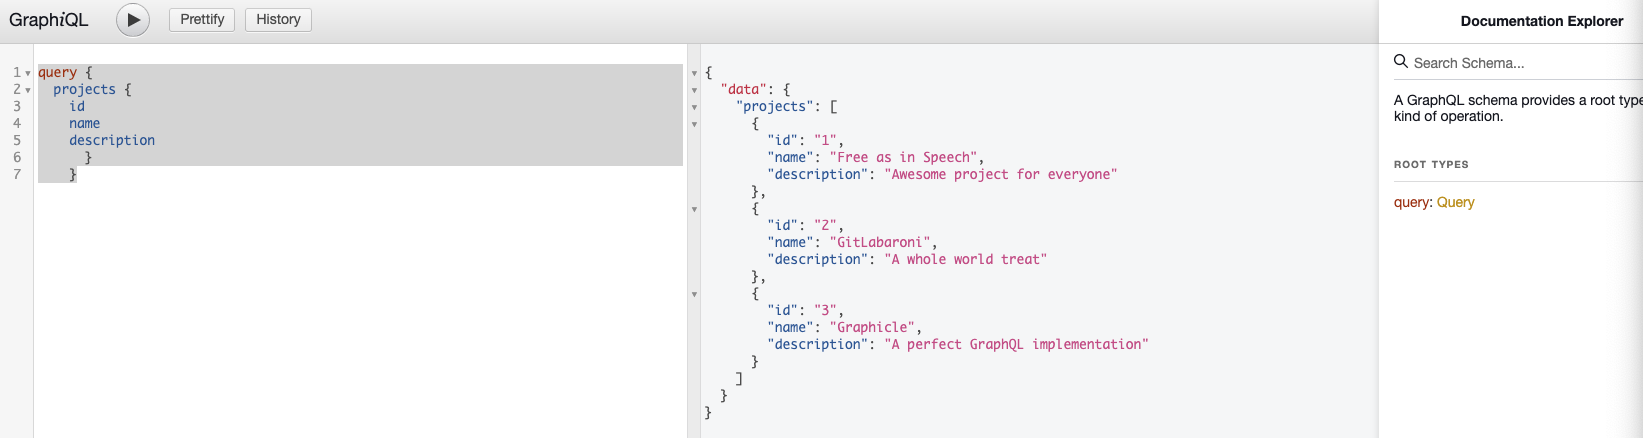 GraphiQL
Prettify
History
1 query {
2 projects {
3 id
4 name
5 description
6 }
7 }
{
"data": {
"projects": [
{
"id": "1",
"name": "Free as in Speech",
"description": "Awesome project for everyone"
},
{
"id": "2",
"name": "GitLabaroni",
"description": "A whole world treat"
},
{
"id": "3",
"name": "Graphicle",
"description": "A perfect GraphQL implementation"
}
]
}
}
Documentation Explorer
Search Schema...
A GraphQL schema provides a root type
kind of operation.
ROOT TYPES
query: Query